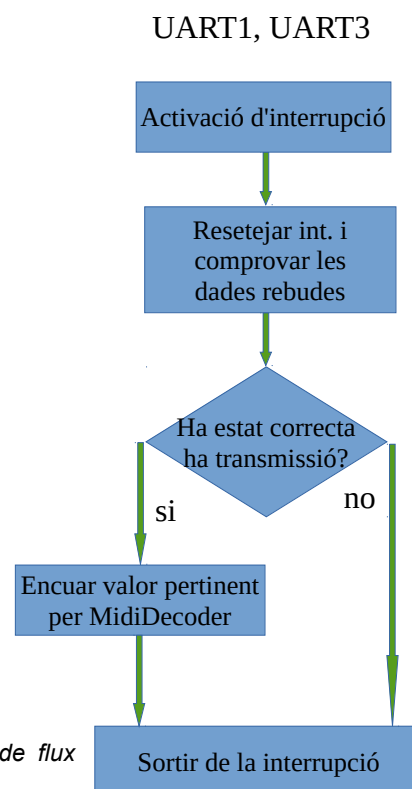 UART1, UART3
Activació d'interrupció
Resetejar int. i
comprovar les
dades rebudes
Ha estat correcta
ha transmissió?
si
no
Encuar valor pertinent
per MidiDecoder
de flux
Sortir de la interrupció